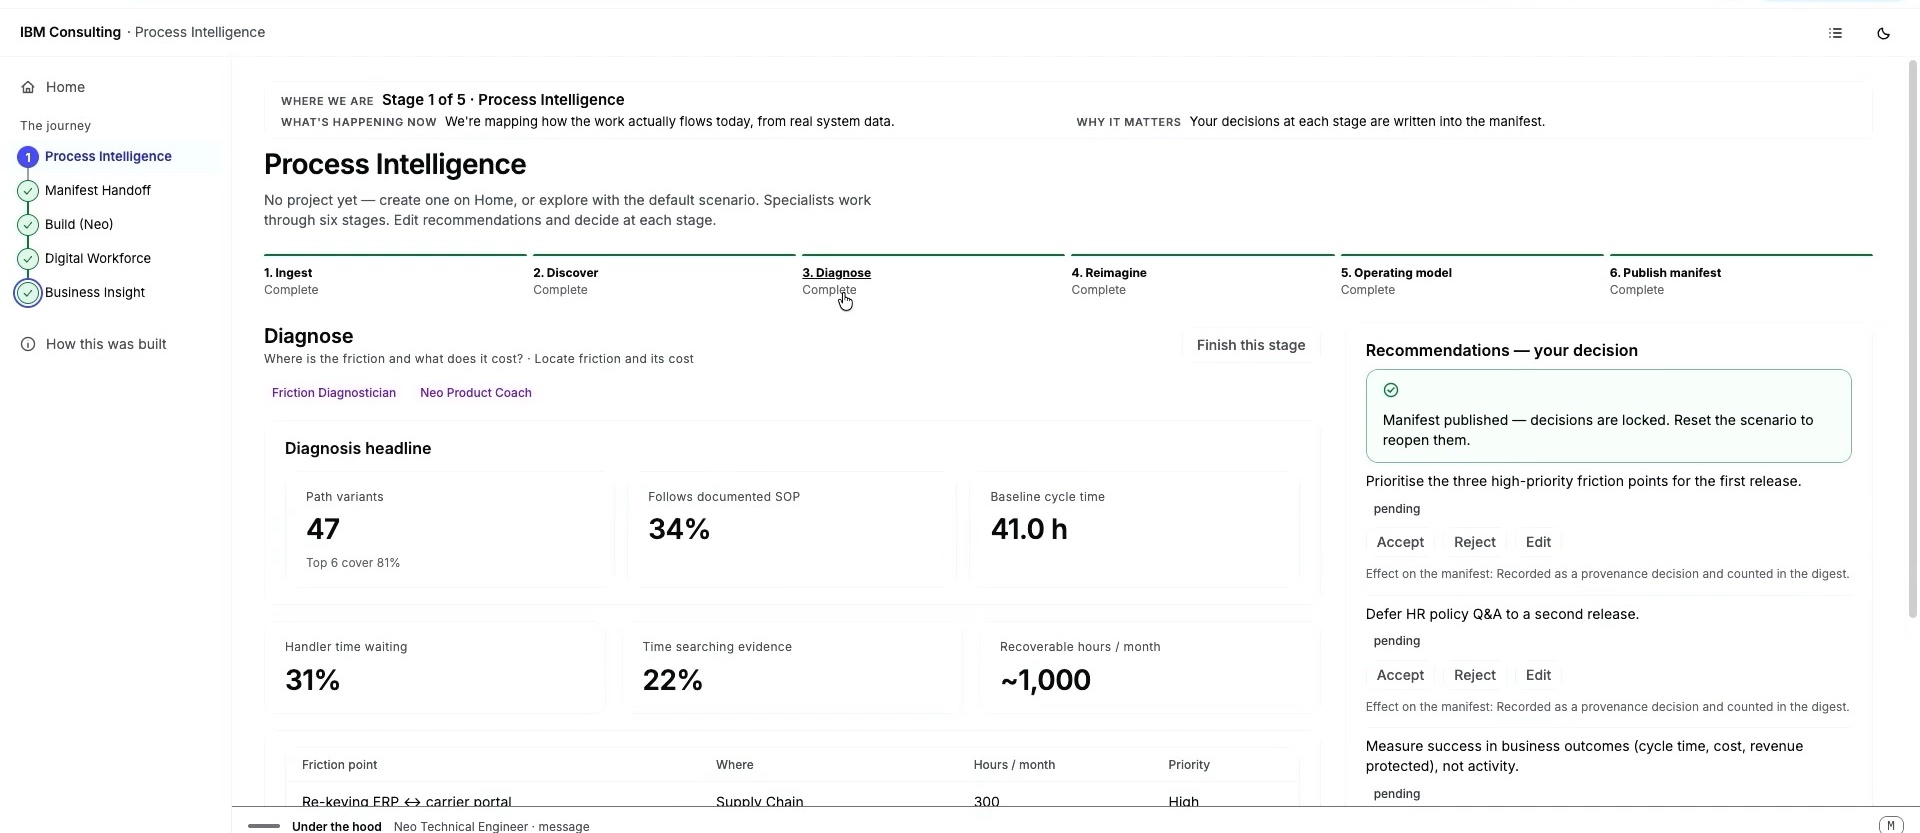 IBM Consulting · Process Intelligence
Home
The journey
1 Process Intelligence
Manifest Handoff
Build (Neo)
Digital Workforce
Business Insight
How this was built
WHERE WE ARE Stage 1 of 5 · Process Intelligence
WHAT'S HAPPENING NOW We're mapping how the work actually flows today, from real system data.
WHY IT MATTERS Your decisions at each stage are written into the manifest.
Process Intelligence
No project yet — create one on Home, or explore with the default scenario. Specialists work
through six stages. Edit recommendations and decide at each stage.
1. Ingest
Complete
2. Discover
Complete
3. Diagnose
Complete
4. Reimagine
Complete
5. Operating model
Complete
6. Publish manifest
Complete
Diagnose
Where is the friction and what does it cost? · Locate friction and its cost
Finish this stage
Friction Diagnostician Neo Product Coach
Diagnosis headline
Path variants
47
Top 6 cover 81%
Follows documented SOP
34%
Baseline cycle time
41.0 h
Handler time waiting
31%
Time searching evidence
22%
Recoverable hours / month
~1,000
Friction point Where Hours / month Priority
Re-keying ERP ↔ carrier portal Supply Chain 300 High
Recommendations — your decision
Manifest published — decisions are locked. Reset the scenario to
reopen them.
Prioritise the three high-priority friction points for the first release.
pending
Accept Reject Edit
Effect on the manifest: Recorded as a provenance decision and counted in the digest.
Defer HR policy Q&A to a second release.
pending
Accept Reject Edit
Effect on the manifest: Recorded as a provenance decision and counted in the digest.
Measure success in business outcomes (cycle time, cost, revenue
protected), not activity.
pending
Under the hood Neo Technical Engineer · message
M